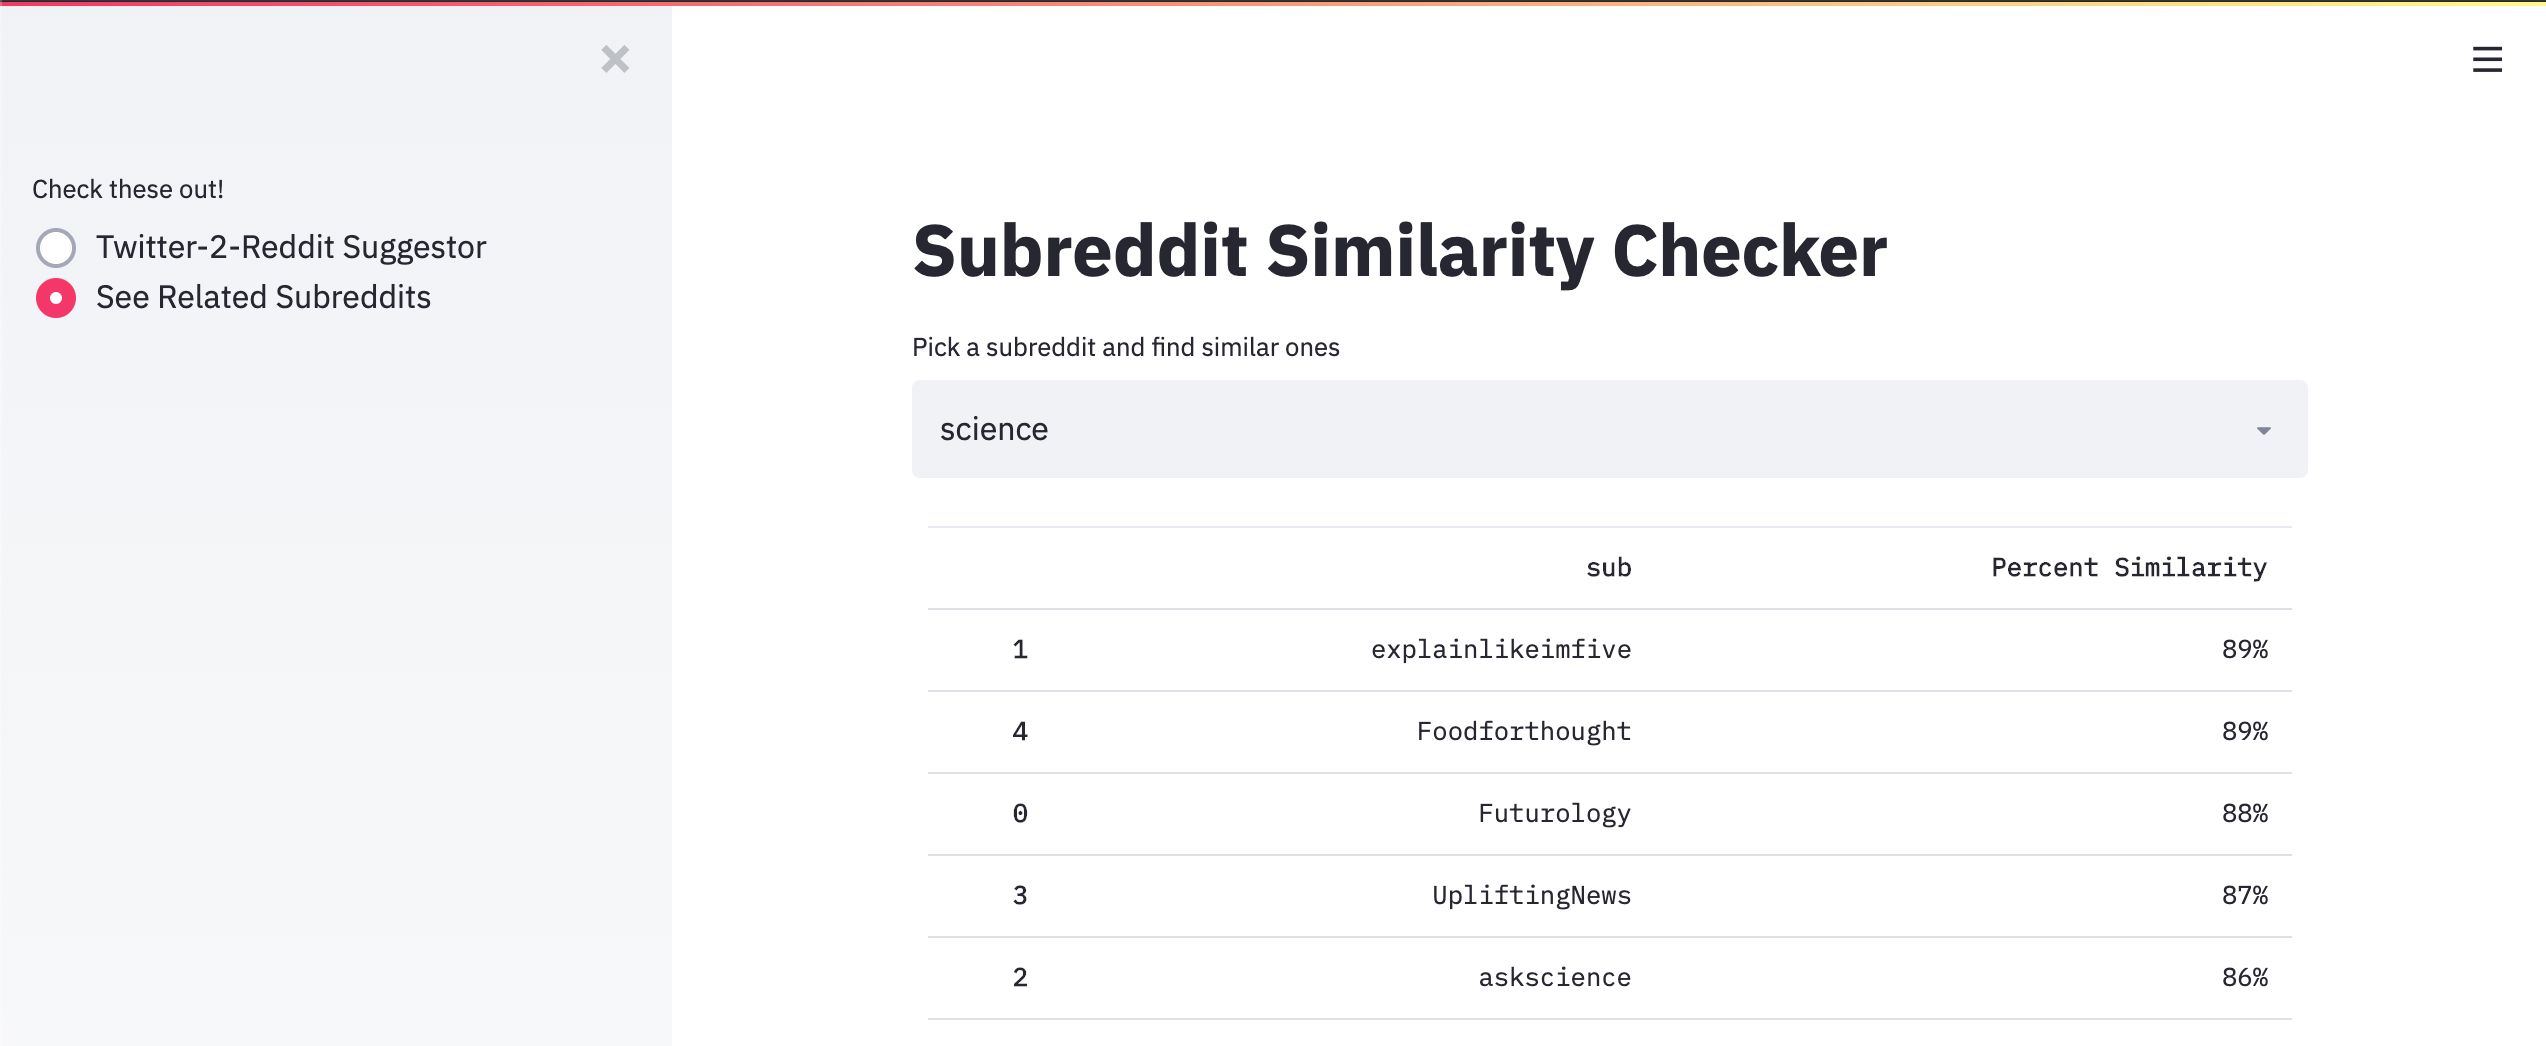 Check these out!
Twitter-2-Reddit Suggestor
See Related Subreddits
Subreddit Similarity Checker
Pick a subreddit and find similar ones
science
sub Percent Similarity
1 explainlikeimfive 89%
4 Foodforthought 89%
0 Futurology 88%
3 UpliftingNews 87%
2 askscience 86%